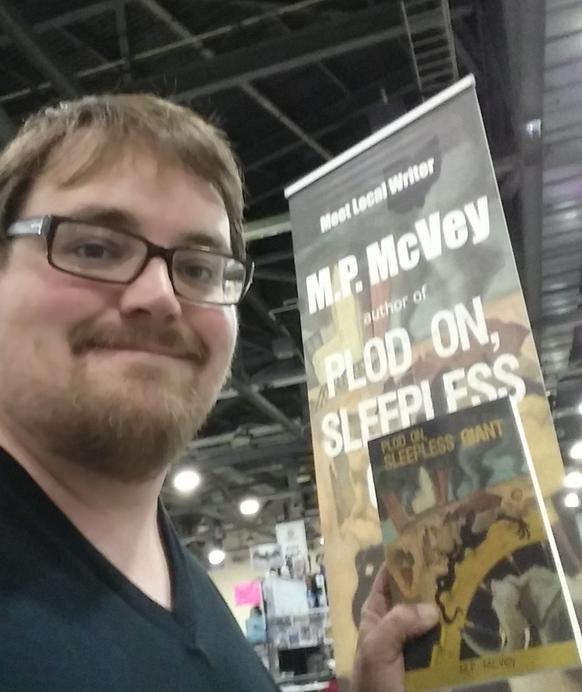 Meet Local Writer
M.P. McVey
author of
PLOD ON,
SLEEPLESS
PLOD ON,
SLEEPLESS GIANT
M.P. McVey